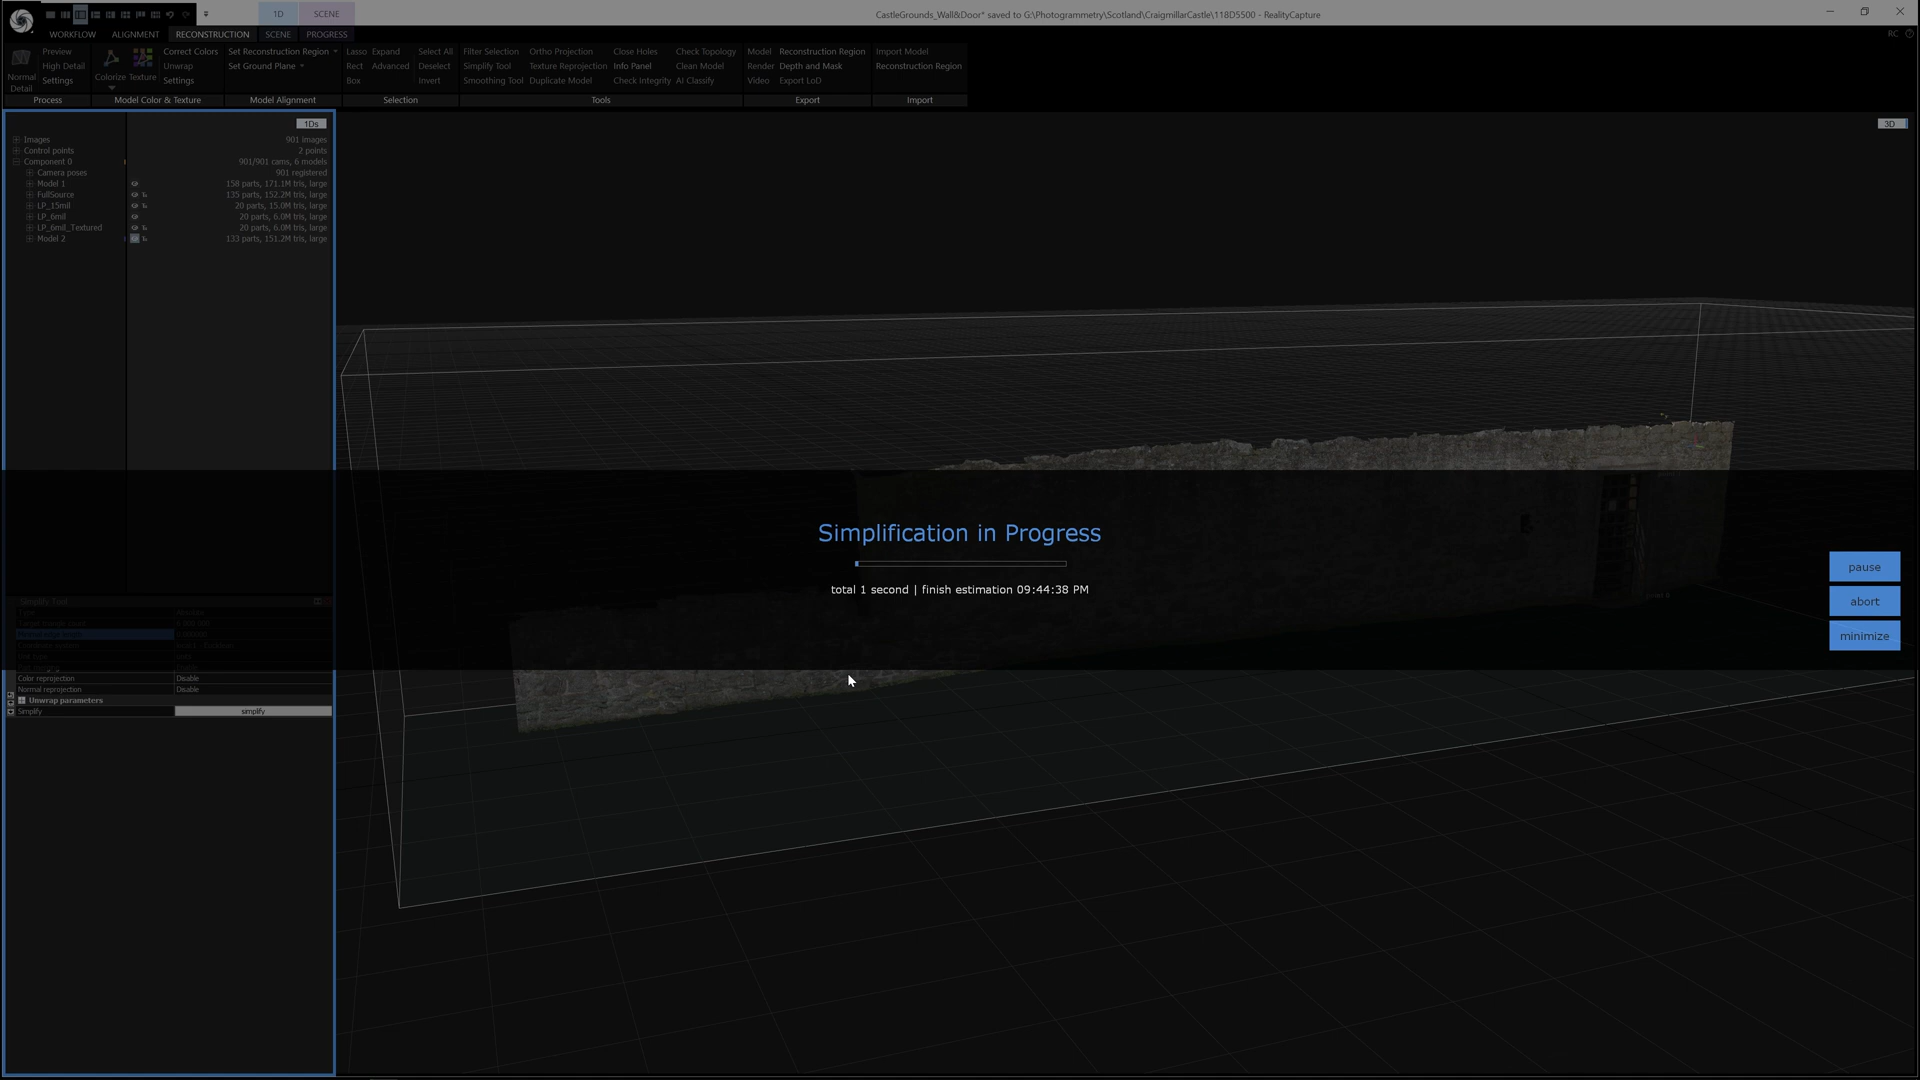 1D SCENE
CastleGrounds_Wall&Door* saved to G:\Photogrammetry\Scotland\CraigmillarCastle\118D5500 - RealityCapture
WORKFLOW ALIGNMENT RECONSTRUCTION SCENE PROGRESS
RC
Normal Detail
Preview
High Detail
Settings
Process
Colorize Texture
Correct Colors
Unwrap
Settings
Model Color & Texture
Set Reconstruction Region
Set Ground Plane
Model Alignment
Lasso Expand Select All
Rect Advanced Deselect
Box Invert
Selection
Filter Selection Ortho Projection Close Holes Check Topology
Simplify Tool Texture Reprojection Info Panel Clean Model
Smoothing Tool Duplicate Model Check Integrity AI Classify
Tools
Model Reconstruction Region
Render Depth and Mask
Video Export LoD
Export
Import Model
Reconstruction Region
Import
1Ds
3D
Images 901 images
Control points 2 points
Component 0 901/901 cams, 6 models
Camera poses 901 registered
Model 1 158 parts, 171.1M tris, large
FullSource 135 parts, 152.2M tris, large
LP_15mil 20 parts, 15.0M tris, large
LP_6mil 20 parts, 6.0M tris, large
LP_6mil_Textured 20 parts, 6.0M tris, large
Model 2 133 parts, 151.2M tris, large
Simplification in Progress
total 1 second | finish estimation 09:44:38 PM
pause
abort
minimize
Simplify Tool
Color reprojection Disable
Normal reprojection Disable
Unwrap parameters
Simplify simplify